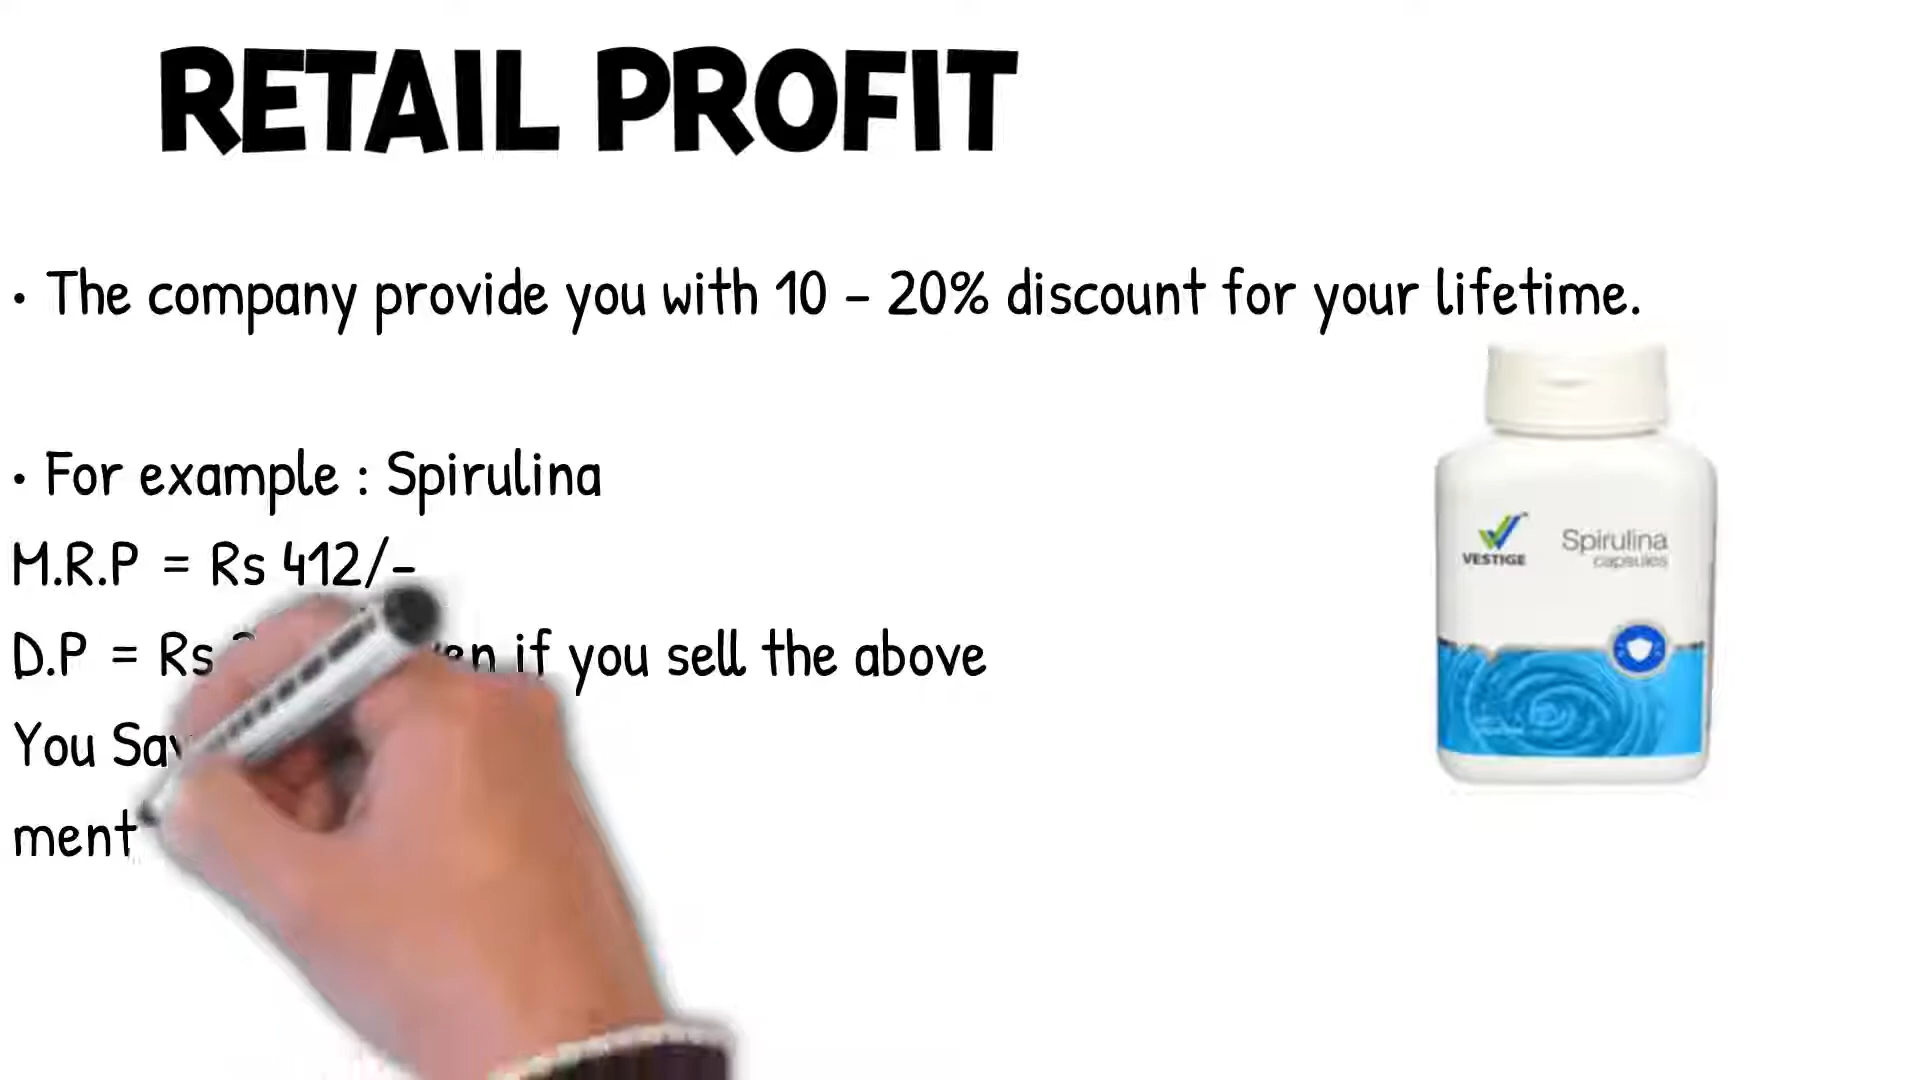 RETAIL PROFIT
• The company provide you with 10 - 20% discount for your lifetime.
• For example : Spirulina
M.R.P = Rs 412/-
D.P = Rs if you sell the above
You
ment
VESTIGE
Spirulina
capsules